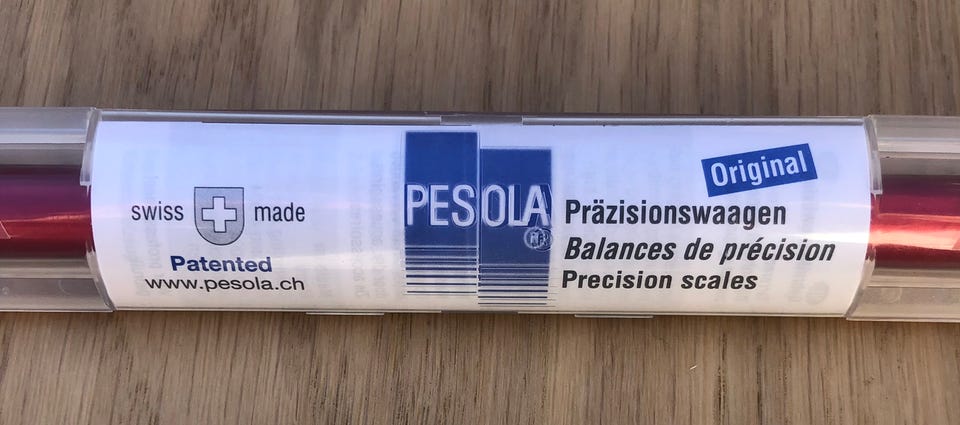 swiss made
Patented
www.pesola.ch
PESOLA
Original
Präzisionswaagen
Balances de précision
Precision scales